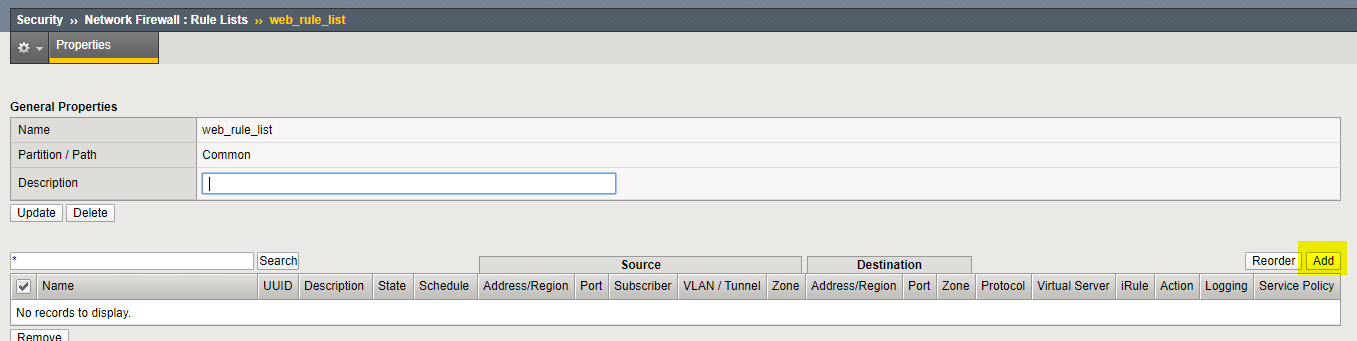 Security ›› Network Firewall : Rule Lists ›› web_rule_list
Properties
General Properties
Name web_rule_list
Partition / Path Common
Description
Update Delete
* Search Source Destination Reorder Add
Name UUID Description State Schedule Address/Region Port Subscriber VLAN / Tunnel Zone Address/Region Port Zone Protocol Virtual Server iRule Action Logging Service Policy
No records to display.
Remove